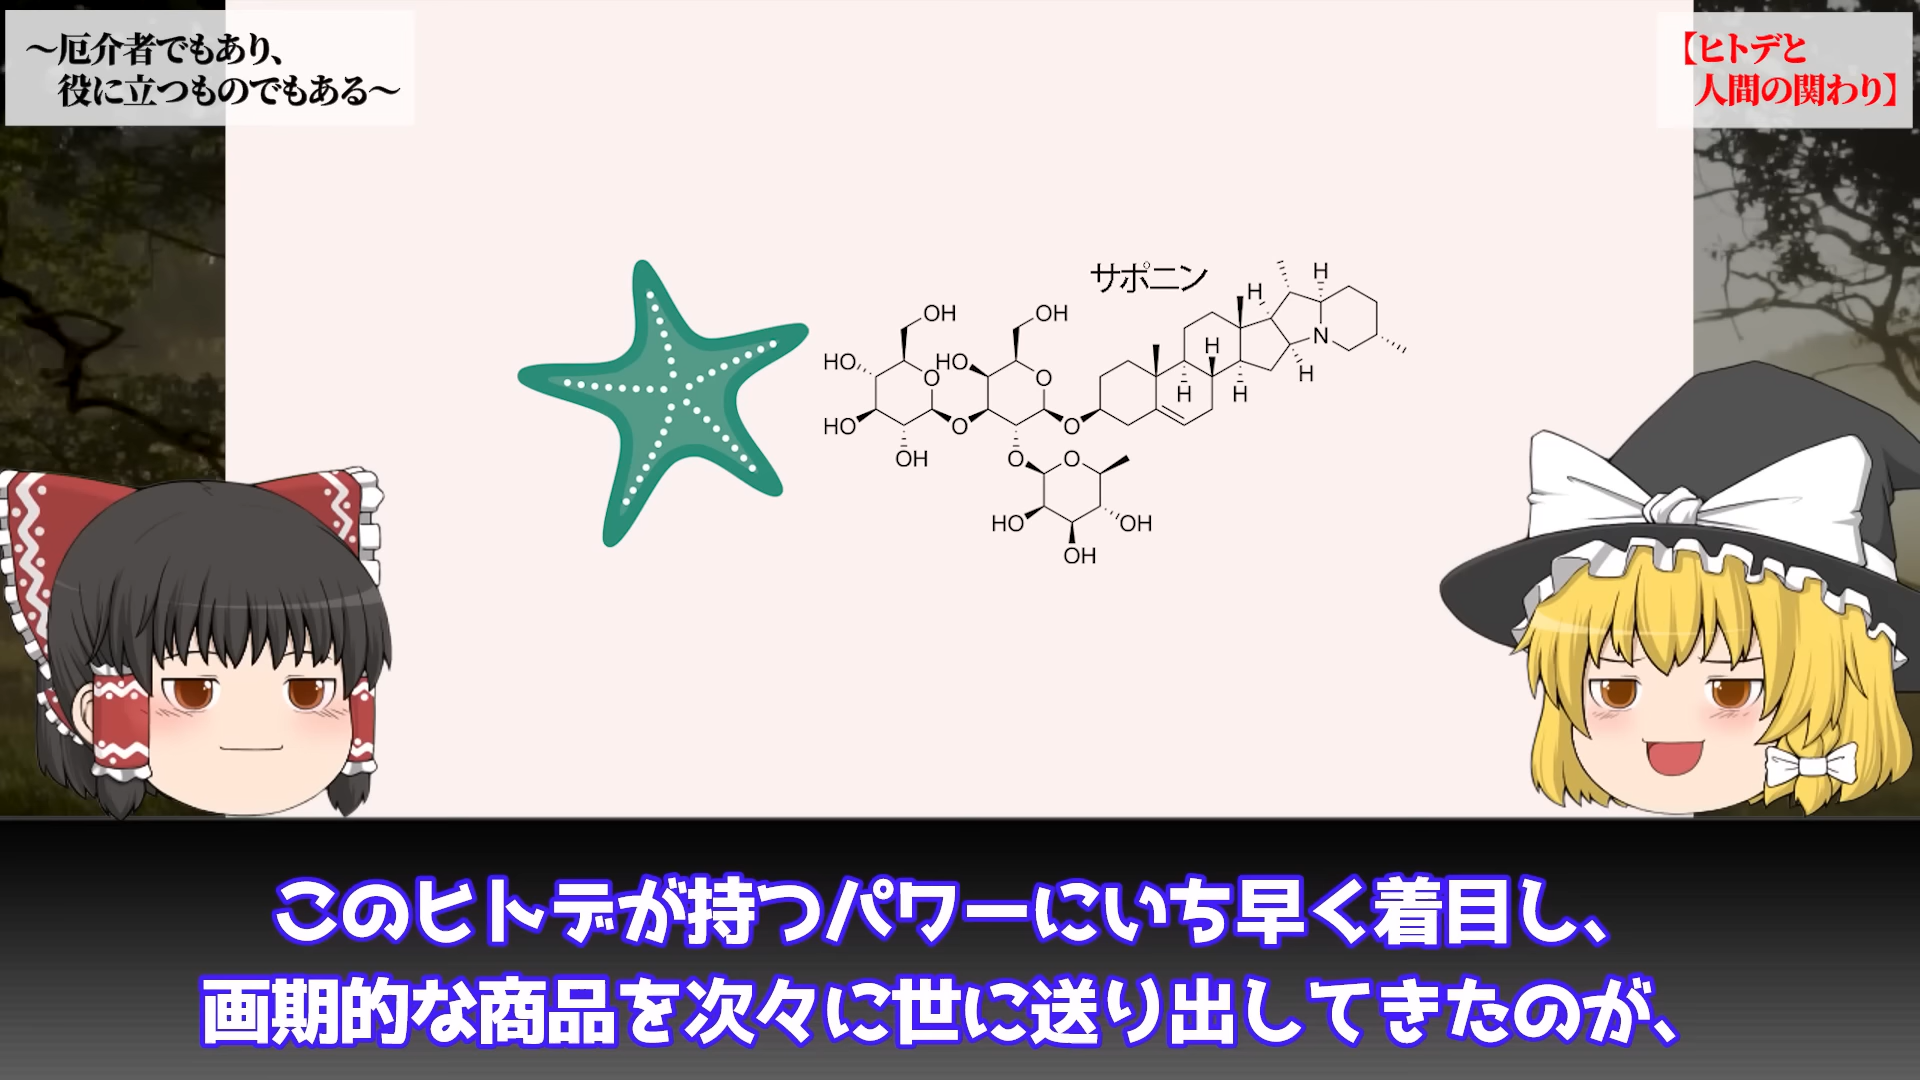 ～厄介者でもあり、
役に立つものでもある～
【ヒトデと
人間の関わり】
サポニン
OH
OH
H
H
HO
HO
O
O
H
N
H
H
H
HO
O
O
OH
O
O
HO
OH
OH
このヒトデが持つパワーにいち早く着目し、
画期的な商品を次々に世に送り出してきたのが、